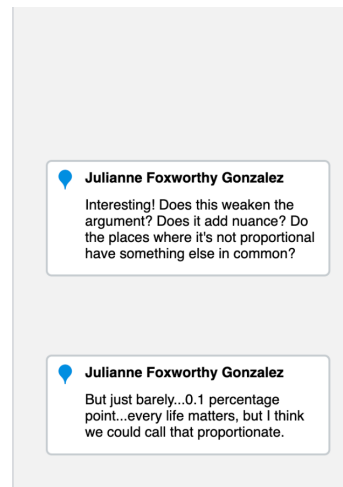 Julianne Foxworthy Gonzalez
Interesting! Does this weaken the
argument? Does it add nuance? Do
the places where it's not proportional
have something else in common?
Julianne Foxworthy Gonzalez
But just barely...0.1 percentage
point...every life matters, but I think
we could call that proportionate.